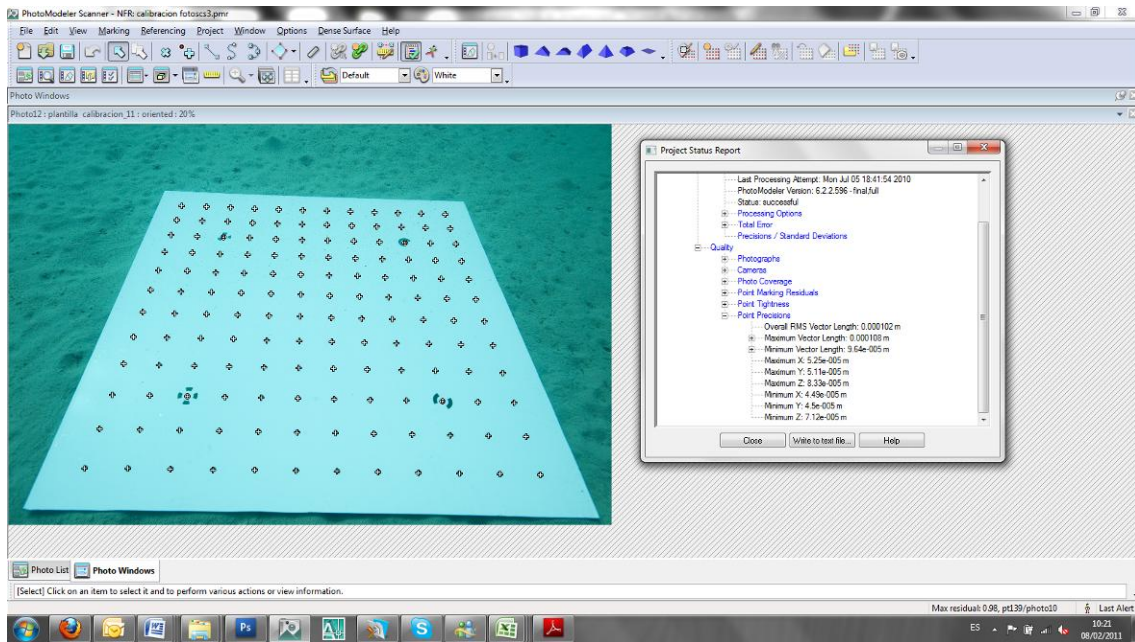 PhotoModeler Scanner - NFR: calibracion fotoscs3.pmr
File Edit View Marking Referencing Project Window Options Dense Surface Help
Default White
Photo Windows
Photo12 : plantilla calibracion_11 : oriented : 20%
Project Status Report
Last Processing Attempt: Mon Jul 05 18:41:54 2010
PhotoModeler Version: 6.2.2.596 - final,full
Status: successful
Processing Options
Total Error
Precisions / Standard Deviations
Quality
Photographs
Cameras
Photo Coverage
Point Marking Residuals
Point Tightness
Point Precisions
Overall RMS Vector Length: 0.000102 m
Maximum Vector Length: 0.000108 m
Minimum Vector Length: 9.64e-005 m
Maximum X: 5.25e-005 m
Maximum Y: 5.11e-005 m
Maximum Z: 8.33e-005 m
Minimum X: 4.49e-005 m
Minimum Y: 4.5e-005 m
Minimum Z: 7.12e-005 m
Close Write to text file... Help
Photo List Photo Windows
[Select] Click on an item to select it and to perform various actions or view information.
Max residual: 0.98, pt139/photo10 Last Alert
Ps S ES 10:21
08/02/2011